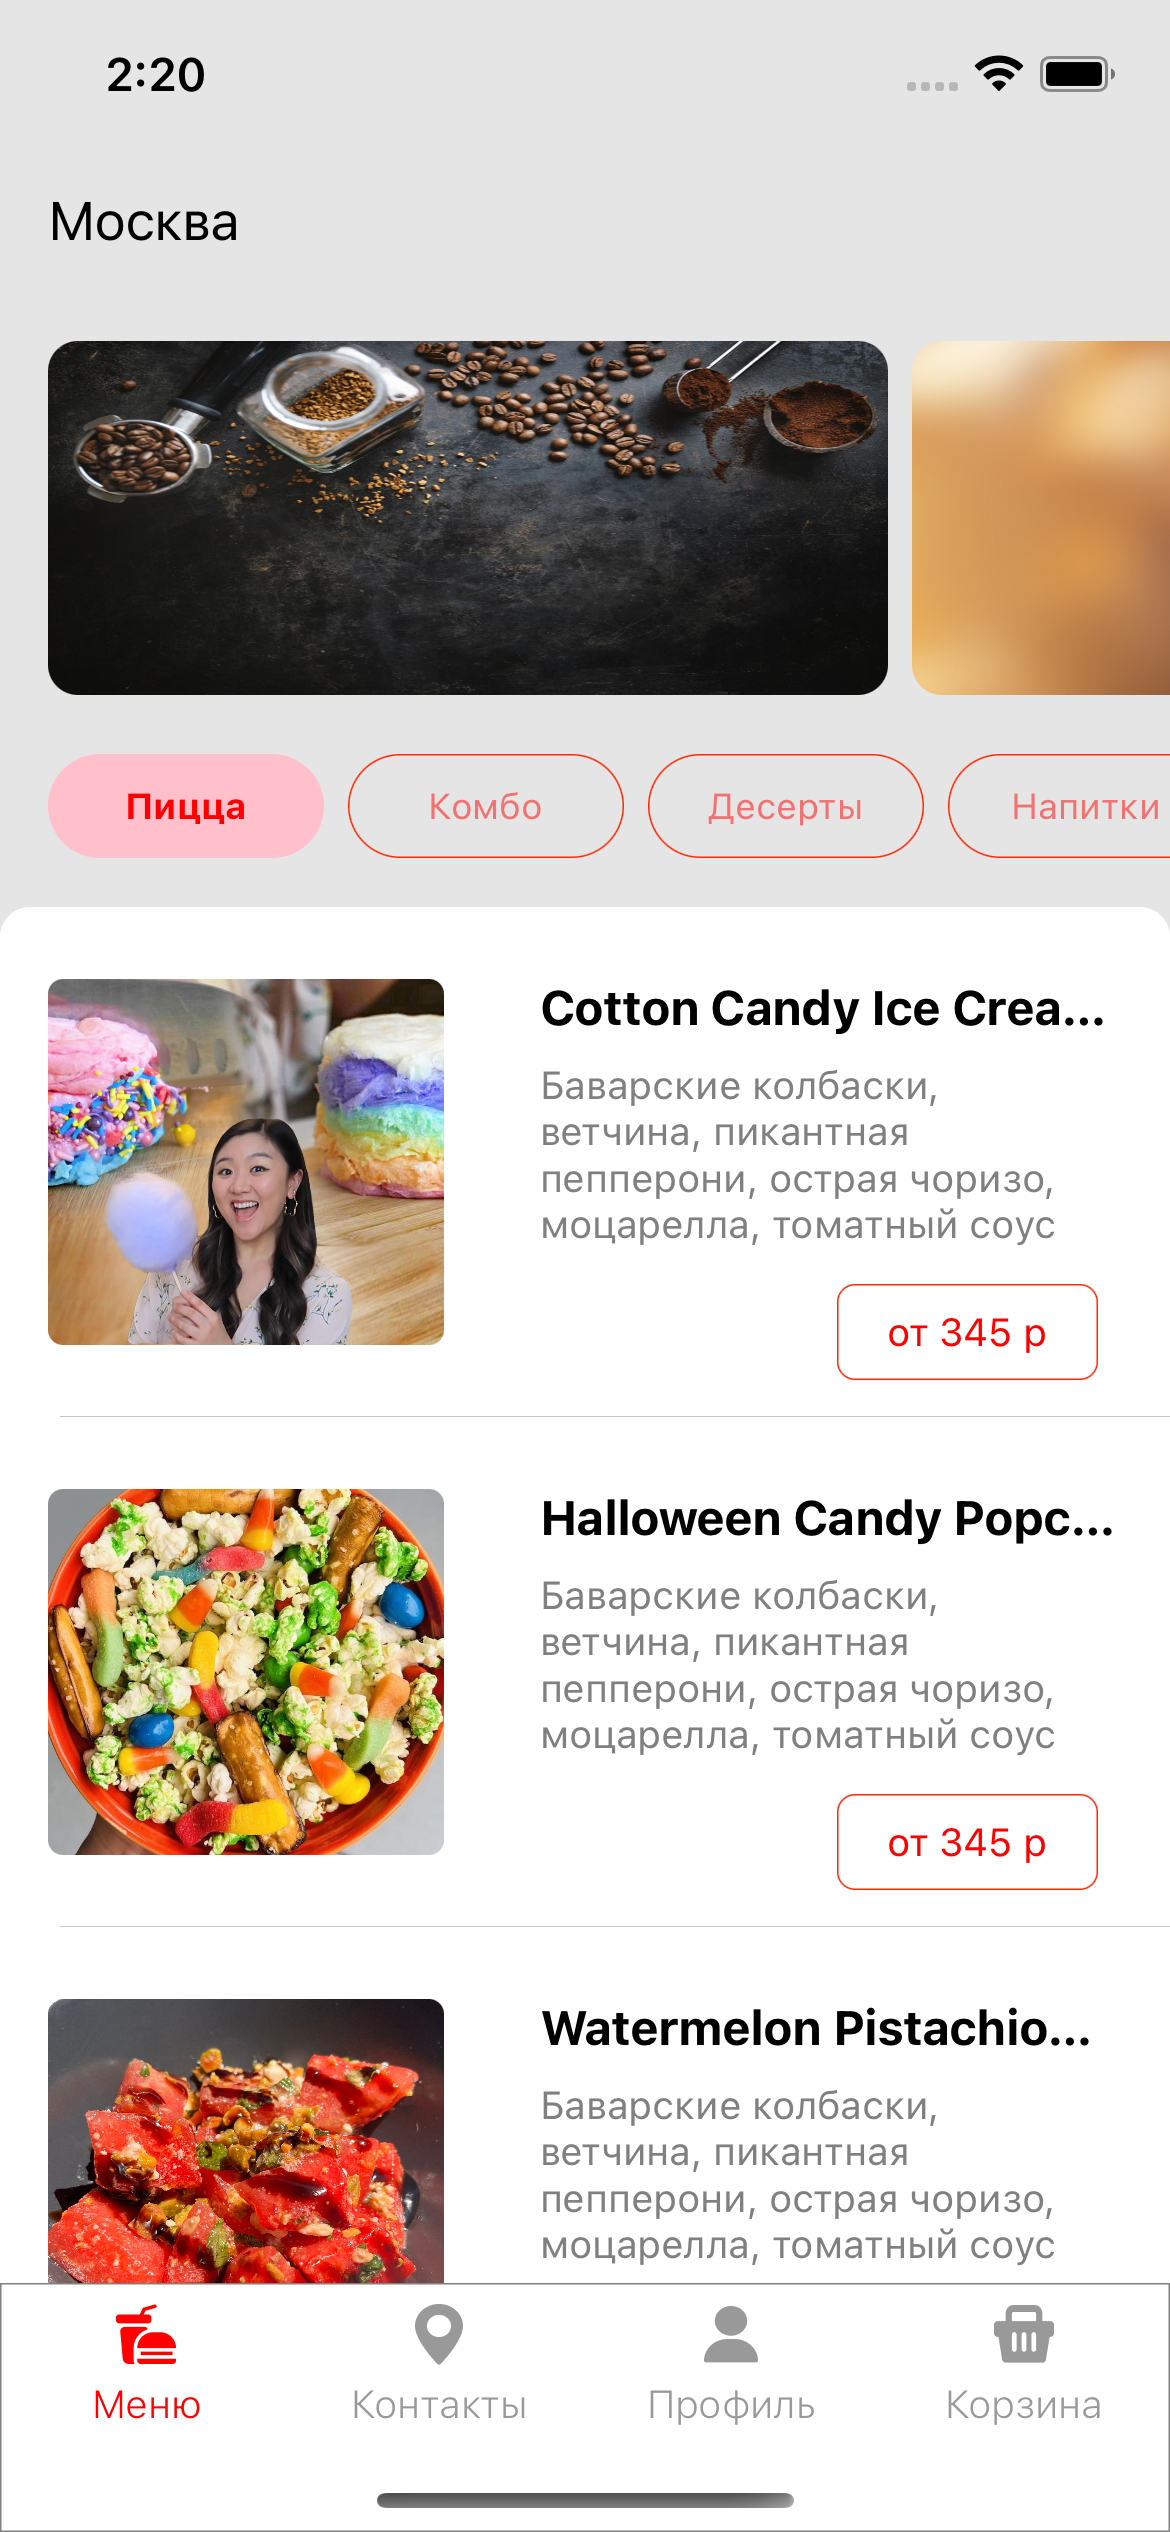 2:20
Москва
Пицца
Комбо
Десерты
Напитки
Cotton Candy Ice Crea...
Баварские колбаски,
ветчина, пикантная
пепперони, острая чоризо,
моцарелла, томатный соус
от 345 р
Halloween Candy Popc...
Баварские колбаски,
ветчина, пикантная
пепперони, острая чоризо,
моцарелла, томатный соус
от 345 р
Watermelon Pistachio...
Баварские колбаски,
ветчина, пикантная
пепперони, острая чоризо,
моцарелла, томатный соус
Меню
Контакты
Профиль
Корзина